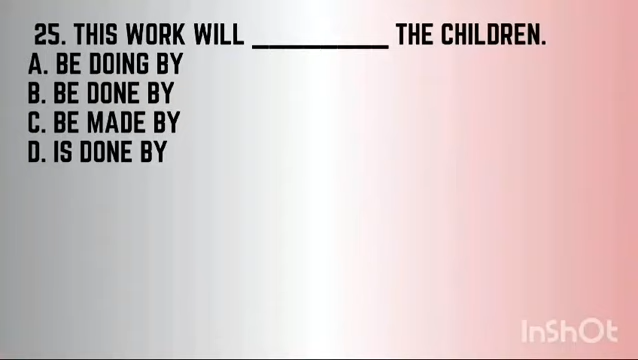 25. THIS WORK WILL __________ THE CHILDREN.
A. BE DOING BY
B. BE DONE BY
C. BE MADE BY
D. IS DONE BY
InShOt